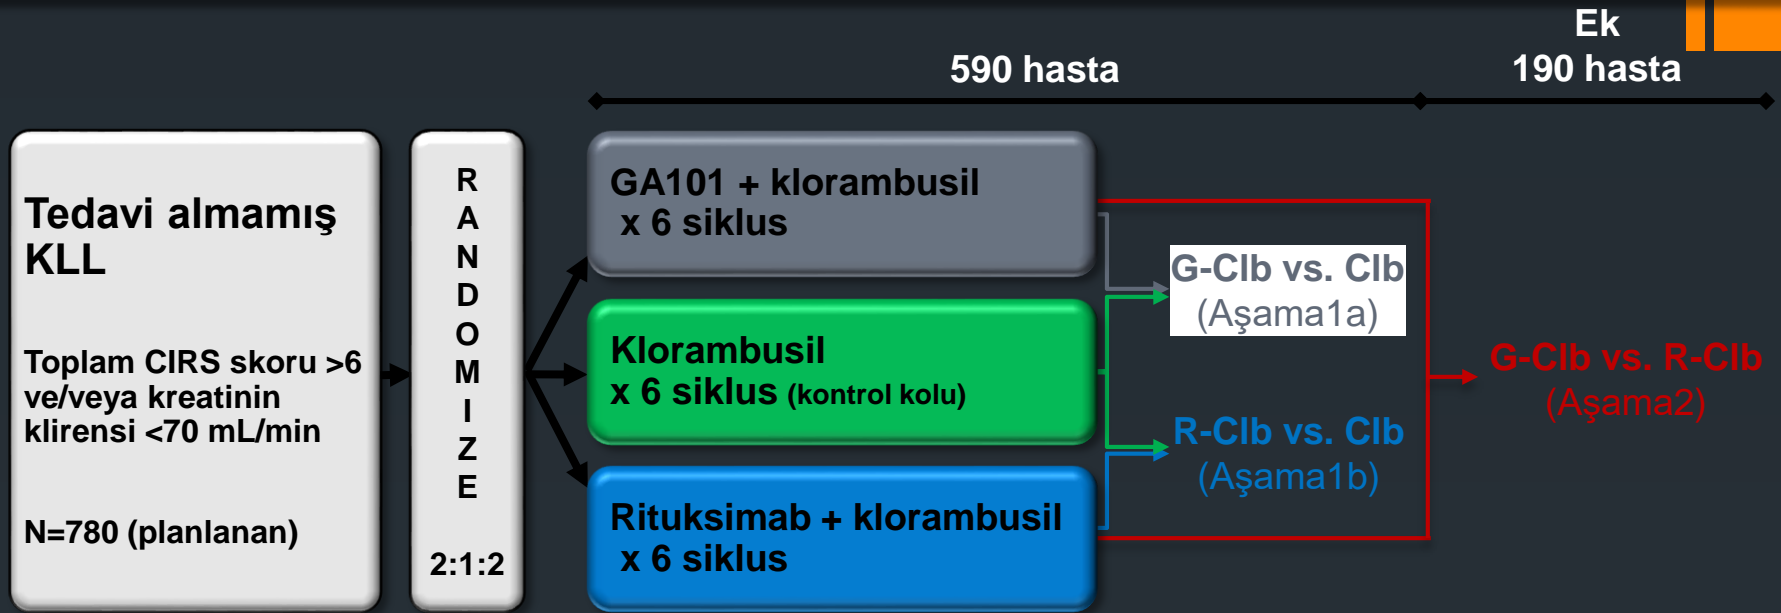 Ek
590 hasta
190 hasta
Tedavi almamış
KLL
Toplam CIRS skoru >6
ve/veya kreatinin
klirensi <70 mL/min
N=780 (planlanan)
R
A
N
D
O
M
I
Z
E
2:1:2
GA101 + klorambusil
x 6 siklus
Klorambusil
x 6 siklus (kontrol kolu)
Rituksimab + klorambusil
x 6 siklus
G-Clb vs. Clb
(Aşama1a)
R-Clb vs. Clb
(Aşama1b)
G-Clb vs. R-Clb
(Aşama2)